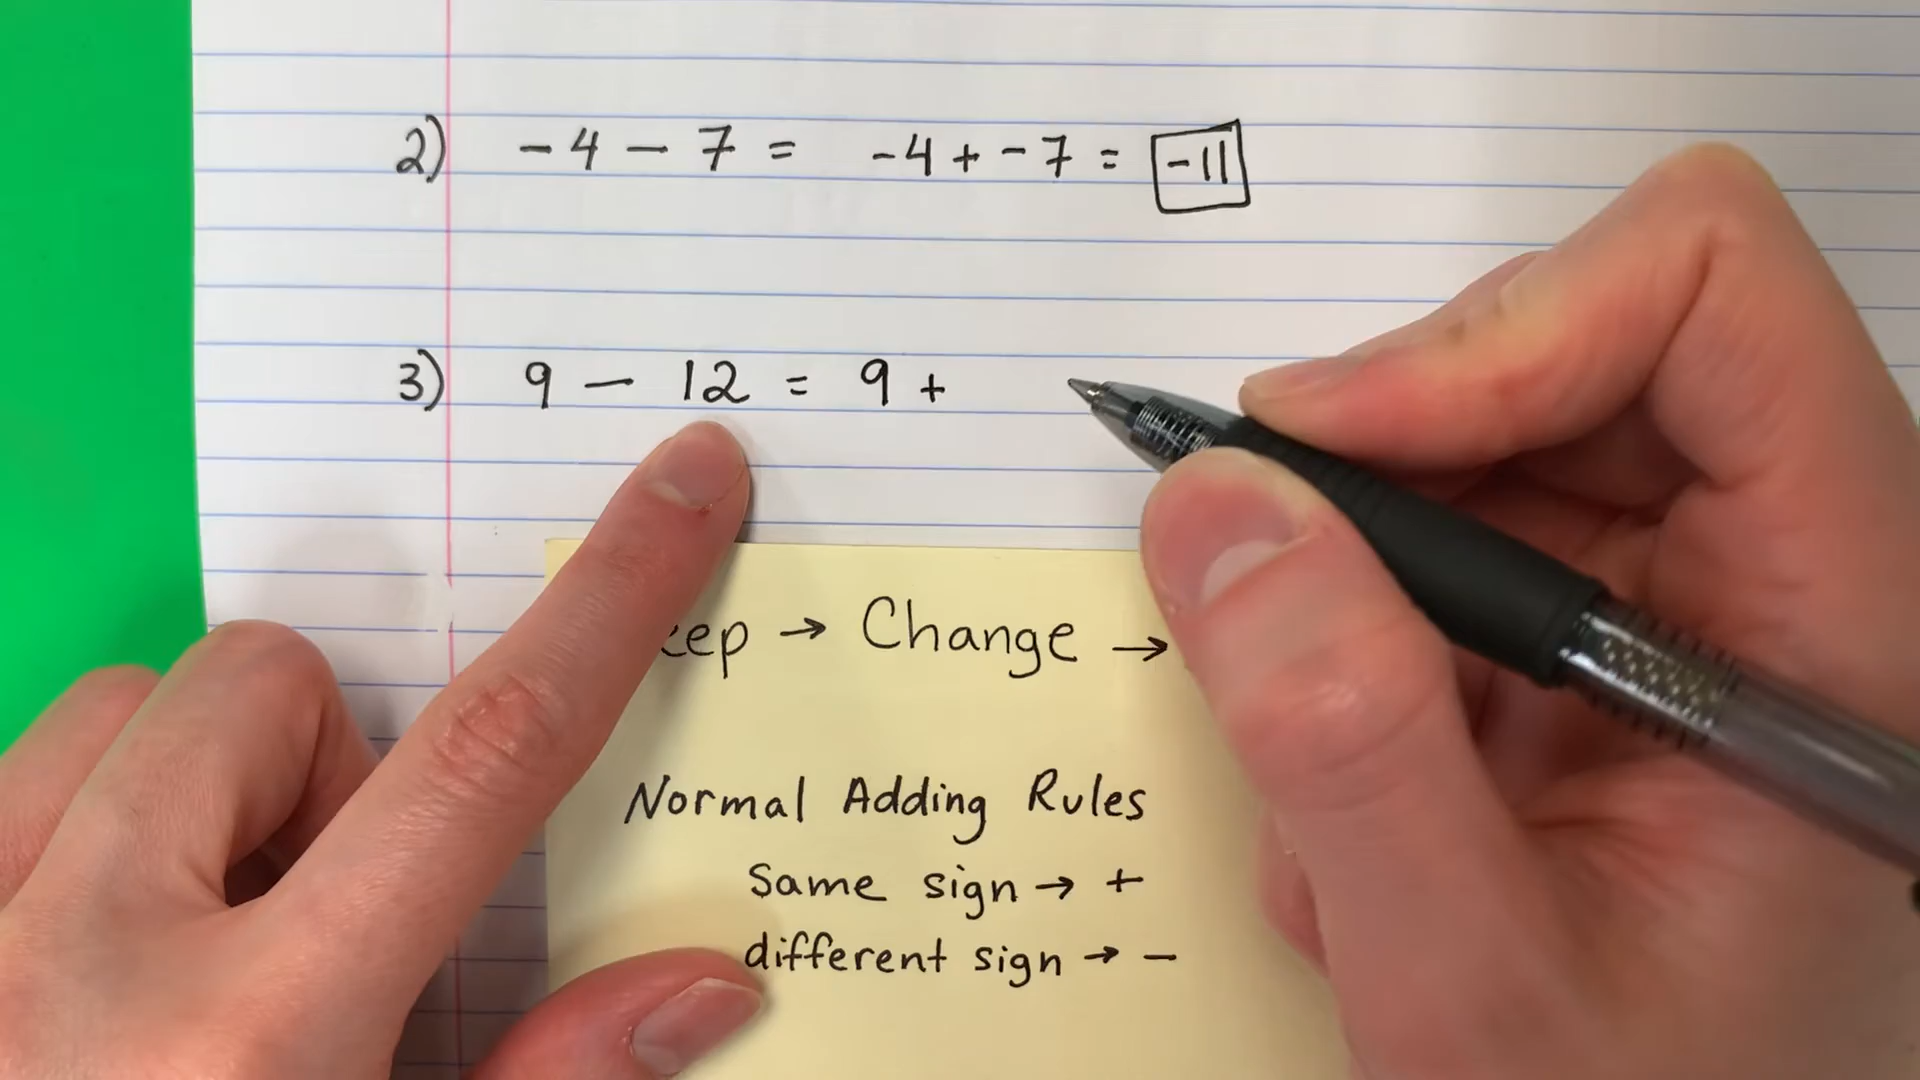 2) -4 - 7 = -4 + -7 = -11
3) 9 - 12 = 9 +
→ Change →
Normal Adding Rules
Same sign → +
different sign → -